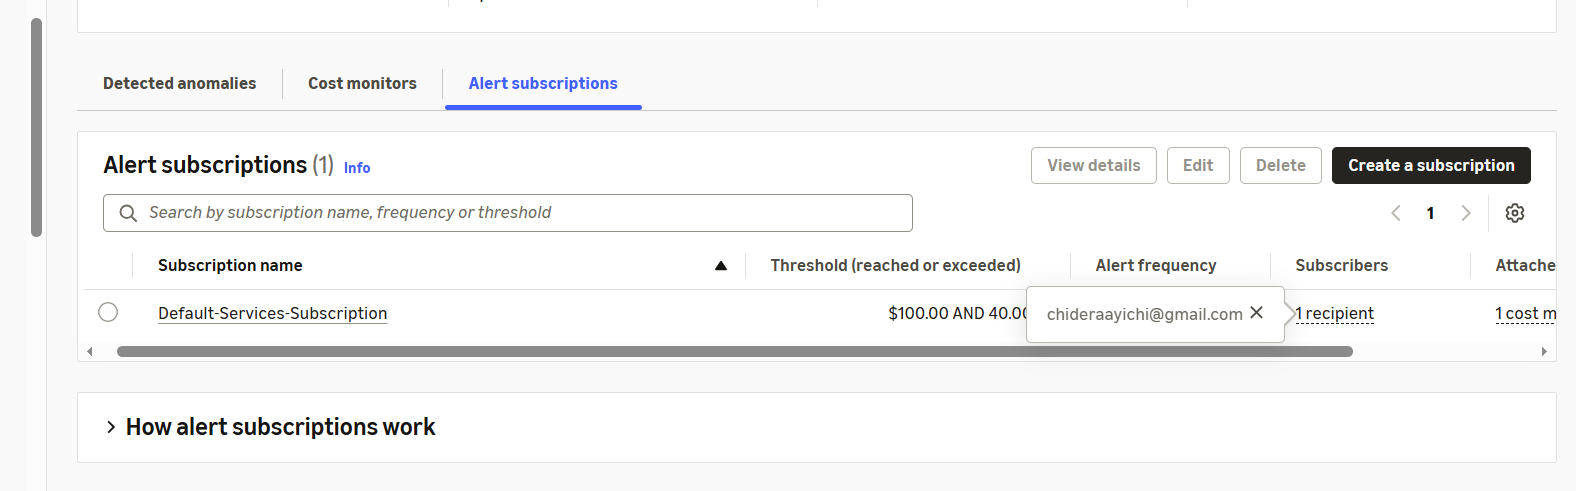 Detected anomalies
Cost monitors
Alert subscriptions
Alert subscriptions (1) Info
View details
Edit
Delete
Create a subscription
Search by subscription name, frequency or threshold
1
Subscription name
Threshold (reached or exceeded)
Alert frequency
Subscribers
Attache
Default-Services-Subscription
$100.00 AND 40.00
chideraayichi@gmail.com
1 recipient
1 cost m
How alert subscriptions work